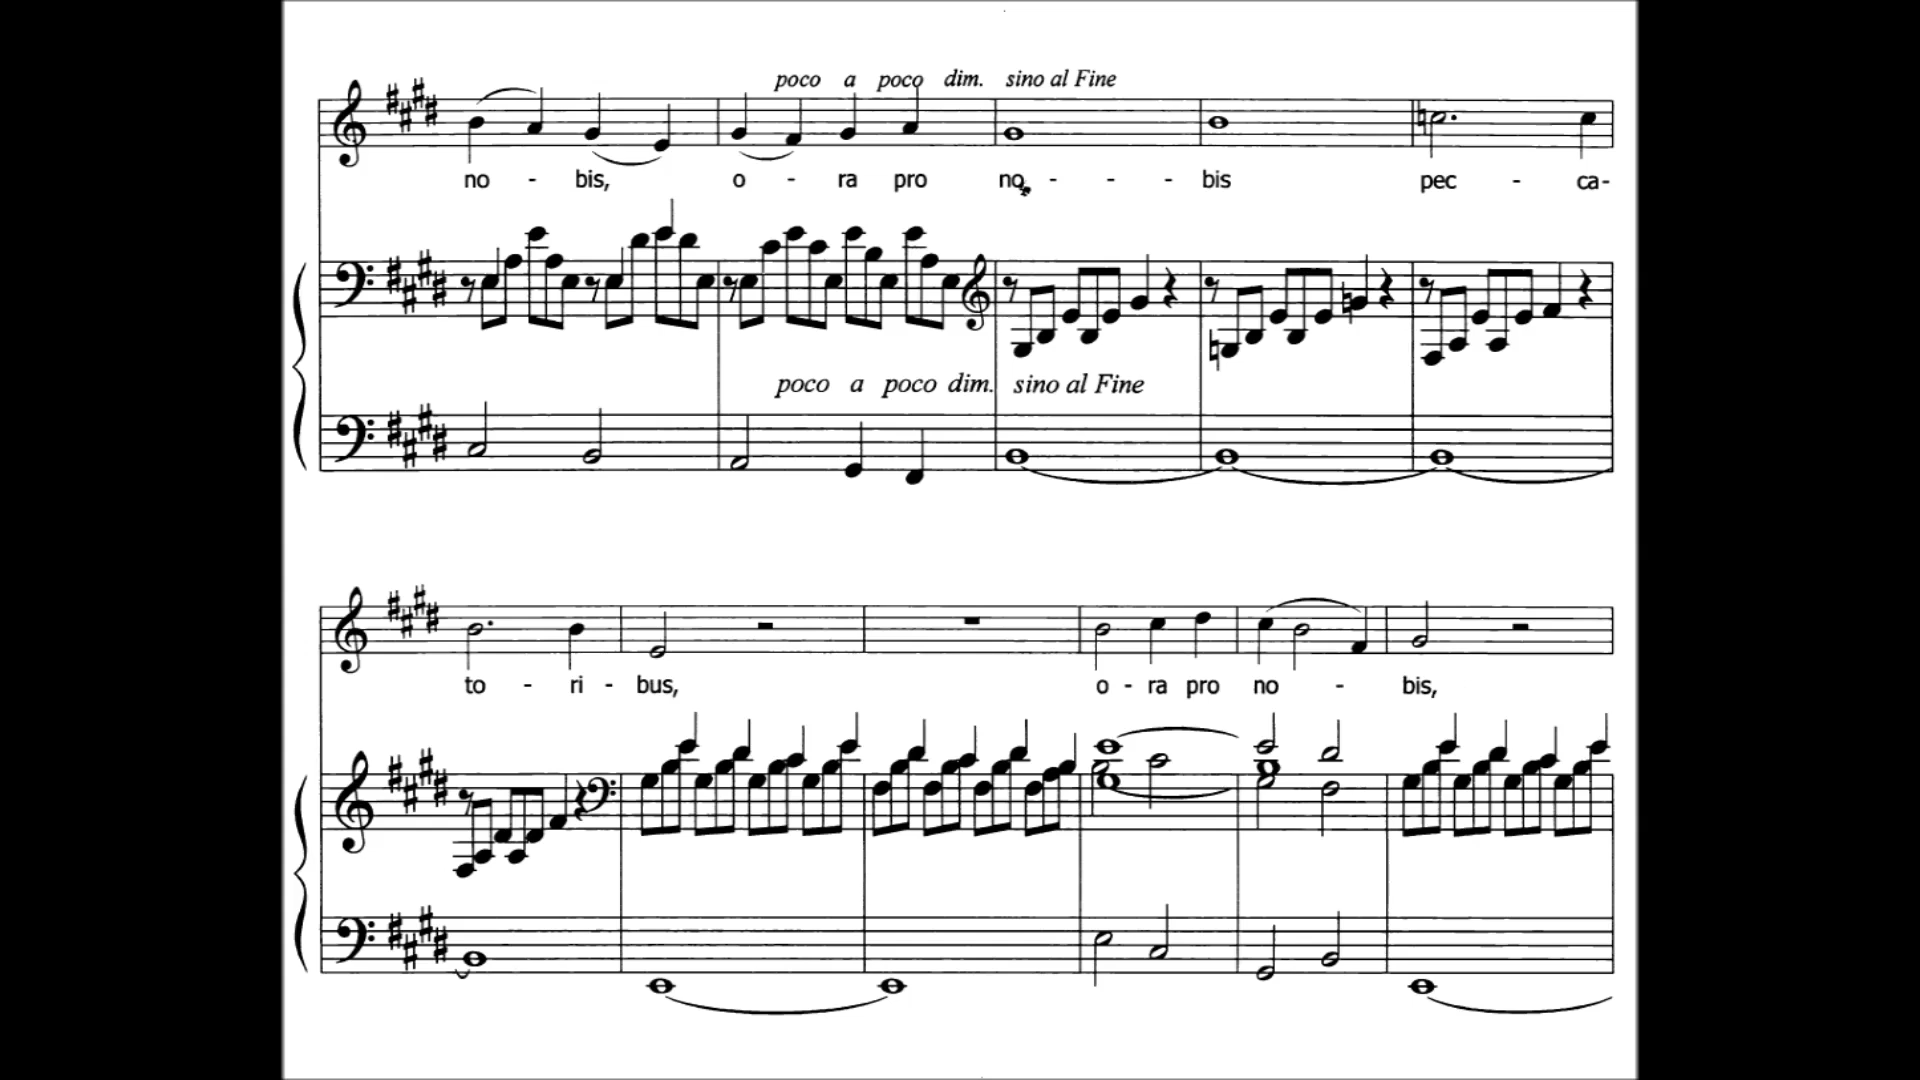 poco a poco dim. sino al Fine
no - bis, o - ra pro no, - - - bis pec - ca-
poco a poco dim. sino al Fine
to - ri - bus, o - ra pro no - bis,